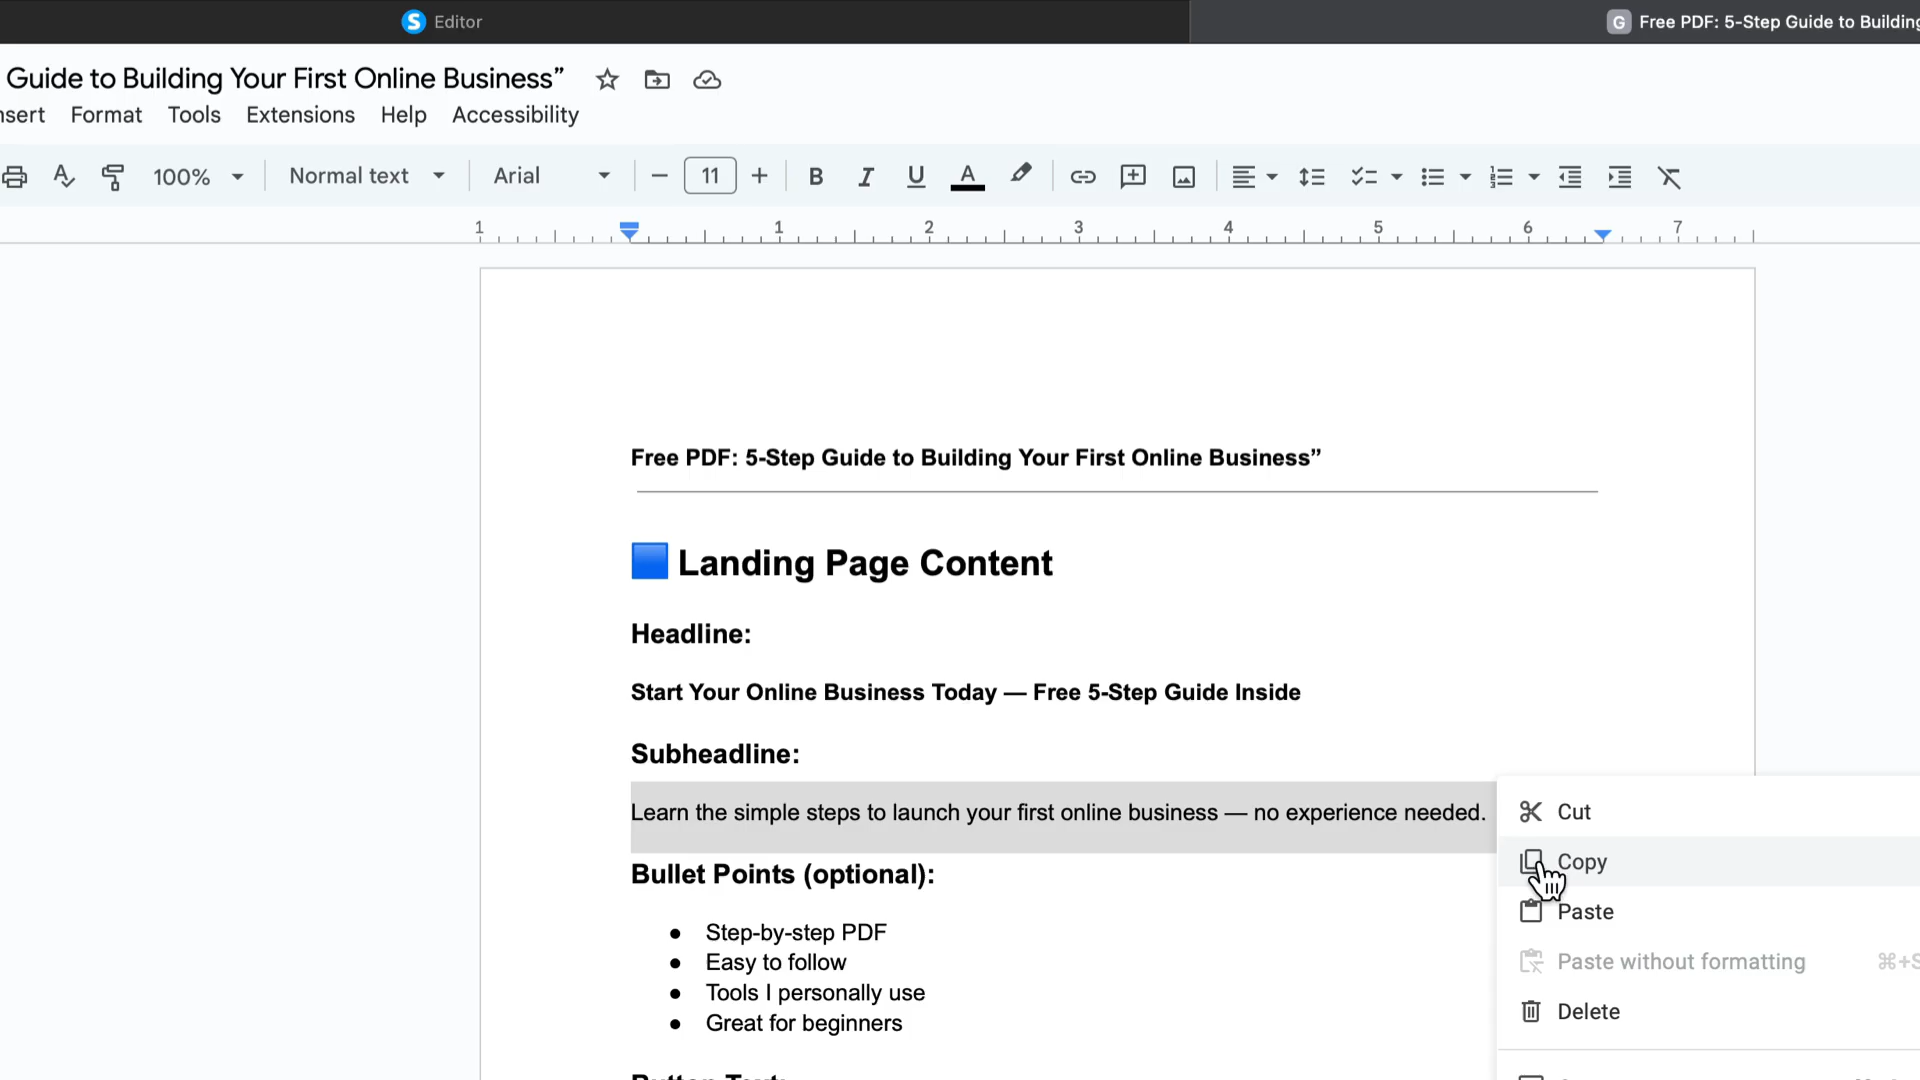 S Editor
G Free PDF: 5-Step Guide to Building
Guide to Building Your First Online Business”
nsert Format Tools Extensions Help Accessibility
100% Normal text Arial 11 B I U A
1 1 2 3 4 5 6 7
Free PDF: 5-Step Guide to Building Your First Online Business”
Landing Page Content
Headline:
Start Your Online Business Today — Free 5-Step Guide Inside
Subheadline:
Learn the simple steps to launch your first online business — no experience needed.
Cut
Copy
Paste
Paste without formatting ⌘+S
Delete
Bullet Points (optional):
● Step-by-step PDF
● Easy to follow
● Tools I personally use
● Great for beginners